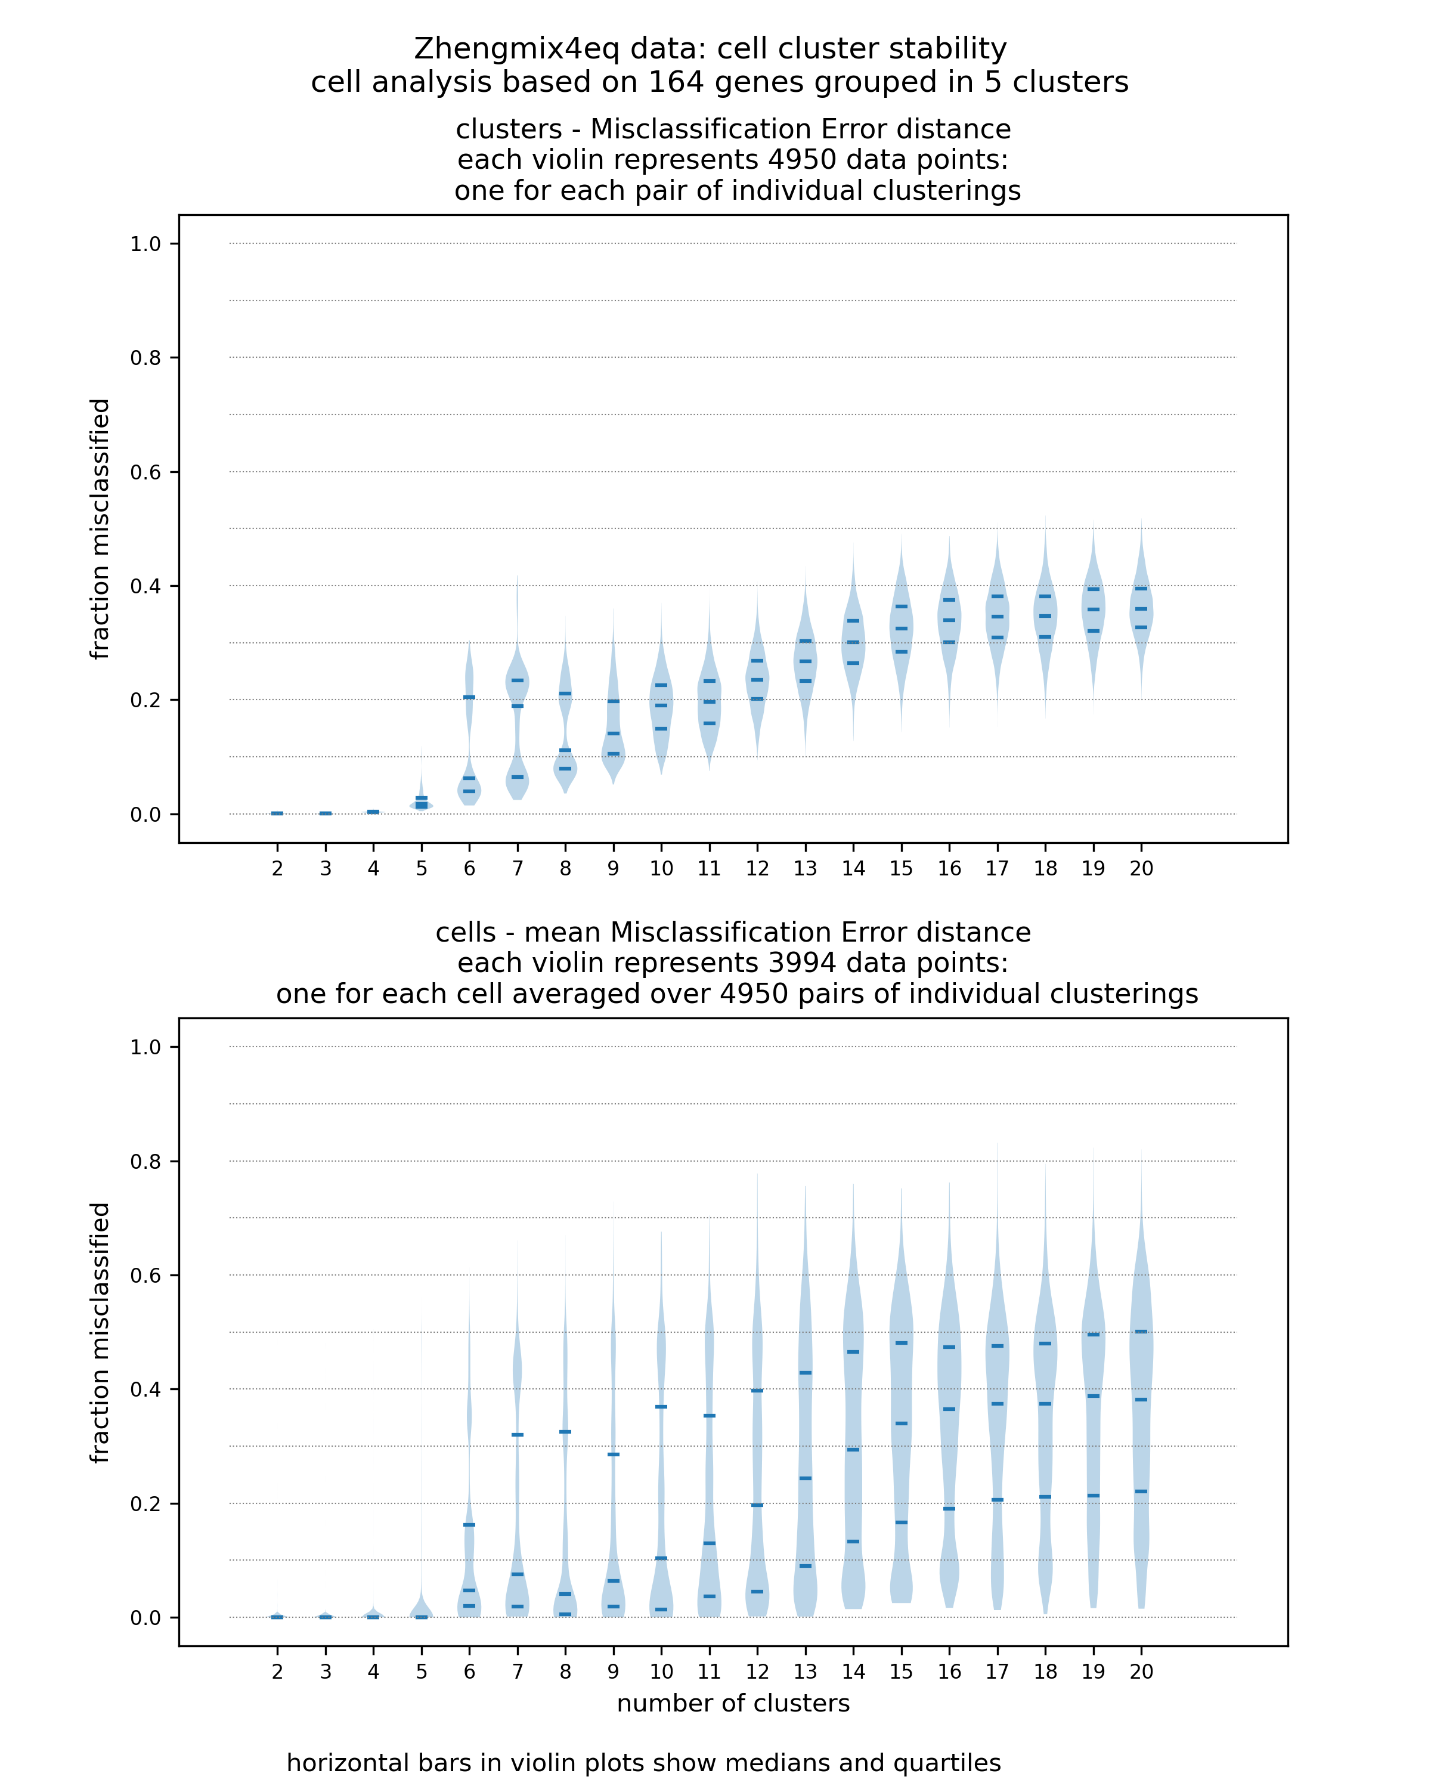 Zhengmix4eq data: cell cluster stability
cell analysis based on 164 genes grouped in 5 clusters
clusters - Misclassification Error distance
each violin represents 4950 data points:
one for each pair of individual clusterings
fraction misclassified
1.0
0.8
0.6
0.4
0.2
0.0
2 3 4 5 6 7 8 9 10 11 12 13 14 15 16 17 18 19 20
cells - mean Misclassification Error distance
each violin represents 3994 data points:
one for each cell averaged over 4950 pairs of individual clusterings
fraction misclassified
1.0
0.8
0.6
0.4
0.2
0.0
2 3 4 5 6 7 8 9 10 11 12 13 14 15 16 17 18 19 20
number of clusters
horizontal bars in violin plots show medians and quartiles